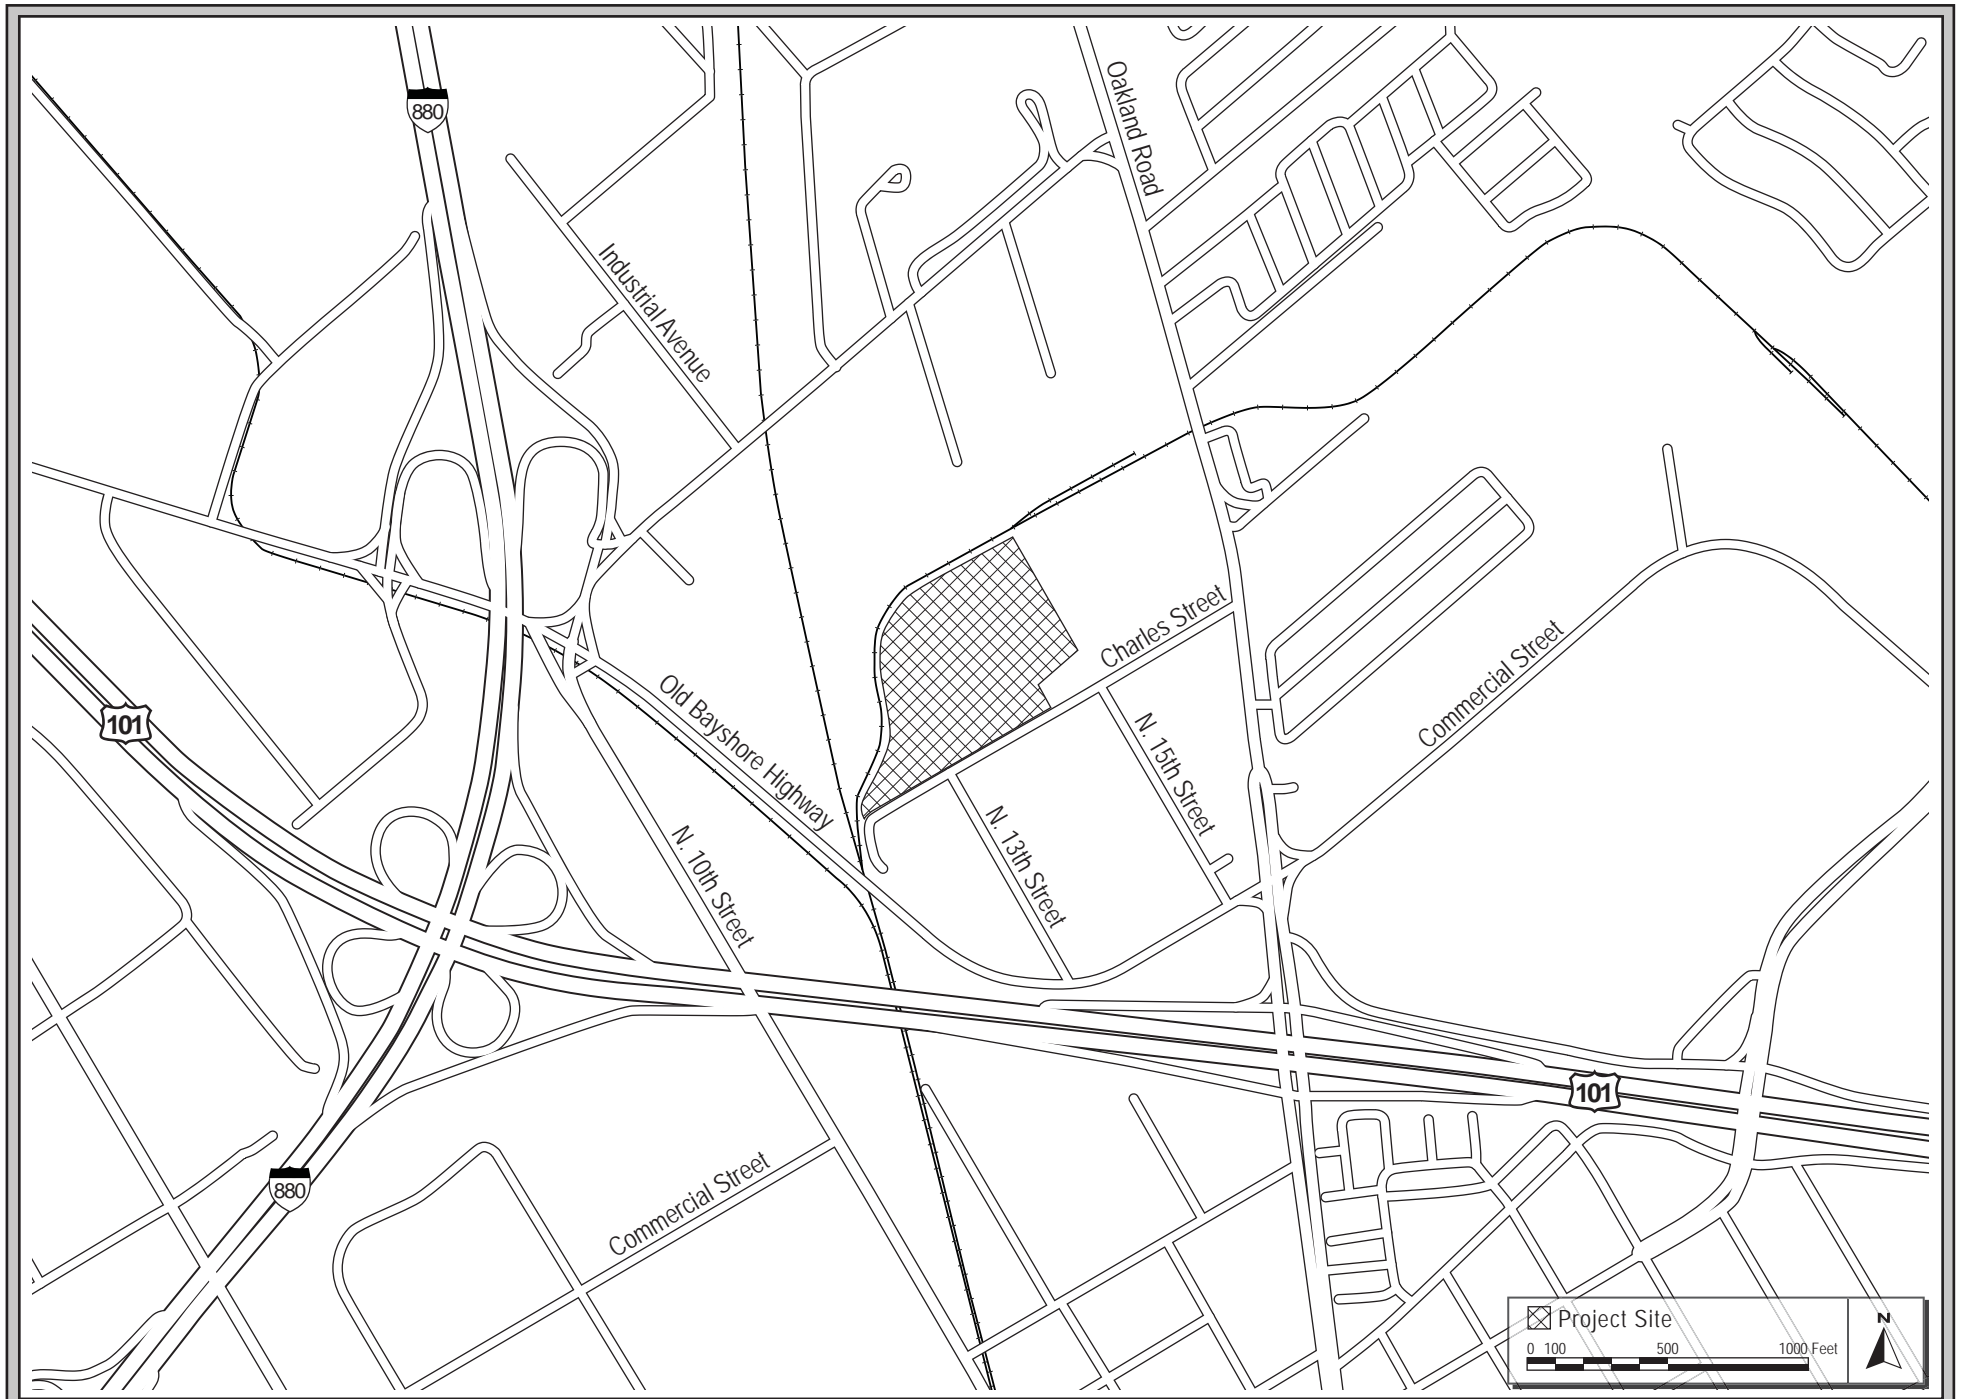 880
Oakland Road
Industrial Avenue
Charles Street
Commercial Street
101
Old Bayshore Highway
N. 15th Street
N. 13th Street
N. 10th Street
101
Commercial Street
880
Project Site
N
0 100 500 1000 Feet